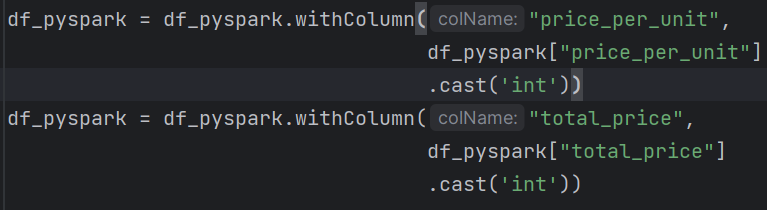 df_pyspark = df_pyspark.withColumn(colName: "price_per_unit",
df_pyspark["price_per_unit"]
.cast('int'))
df_pyspark = df_pyspark.withColumn(colName: "total_price",
df_pyspark["total_price"]
.cast('int'))